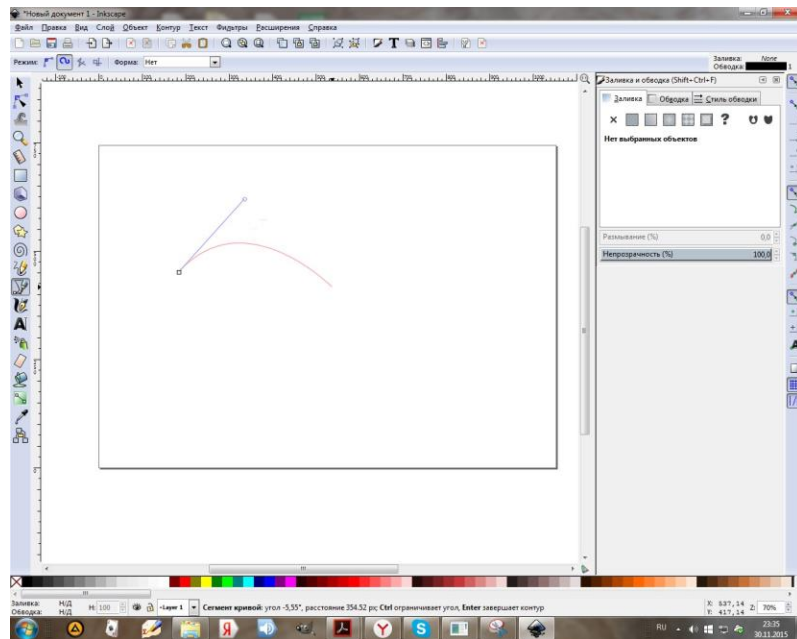 *Новый документ 1 - Inkscape
Файл Правка Вид Слой Объект Контур Текст Фильтры Расширения Справка
Режим: Форма: Нет
Заливка: None
Обводка: 1
Заливка и обводка (Shift+Ctrl+F)
Заливка Обводка Стиль обводки
Нет выбранных объектов
Размывание (%) 0,0
Непрозрачность (%) 100,0
Заливка: Н/Д
Обводка: Н/Д
Н: 100
Layer 1
Сегмент кривой: угол -5,55°, расстояние 354.52 px; Ctrl ограничивает угол, Enter завершает контур
X: 537,14
Y: 417,14
Z: 70%
RU
23:35
30.11.2015